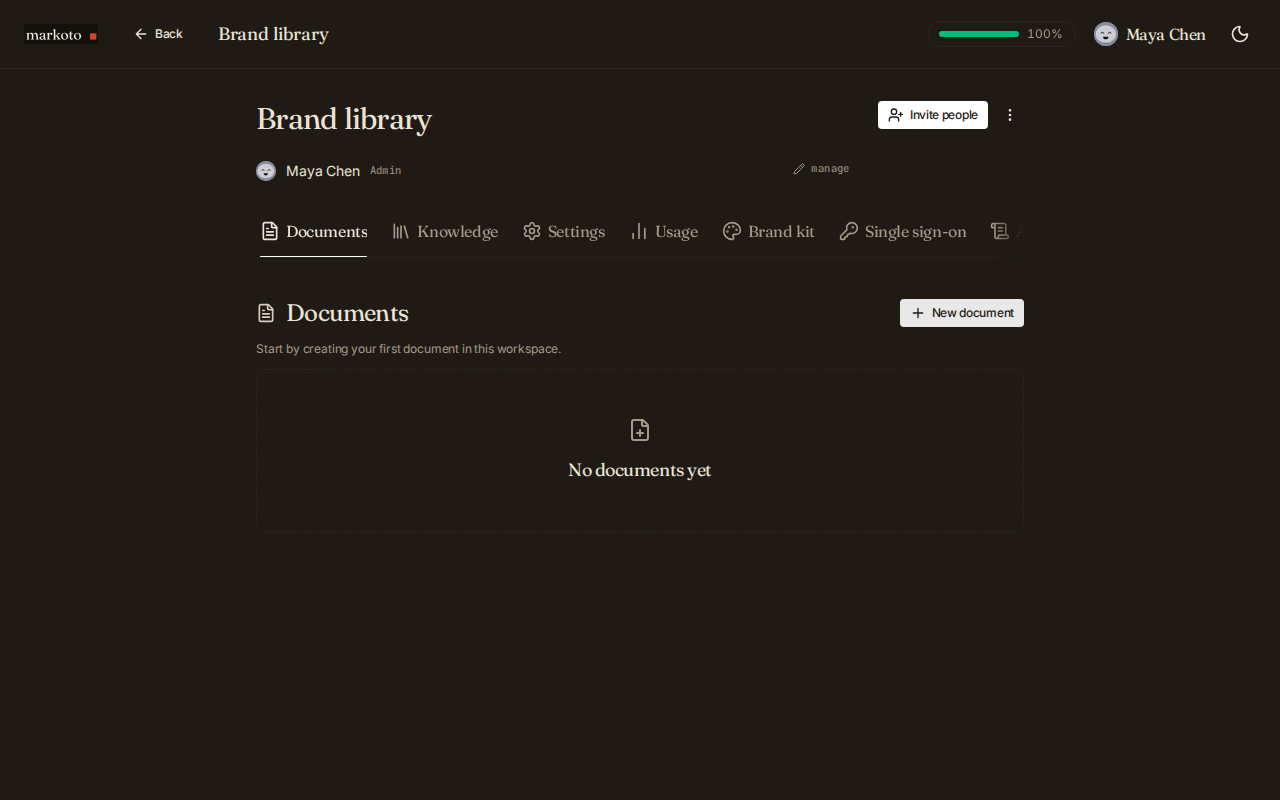 markoto
Back
Brand library
100%
Maya Chen
Brand library
Invite people
Maya Chen Admin
manage
Documents Knowledge Settings Usage Brand kit Single sign-on
Documents
New document
Start by creating your first document in this workspace.
No documents yet